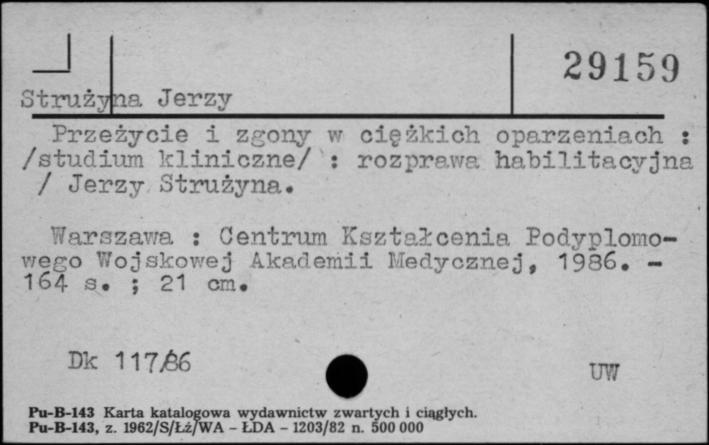 29159
Strużyna Jerzy
Przeżycie i zgony w ciężkich oparzeniach :
/studium kliniczne/ : rozprawa habilitacyjna
/ Jerzy Strużyna.
Warszawa : Centrum Kształcenia Podyplomo-
wego Wojskowej Akademii Medycznej, 1986. -
164 s. ; 21 cm.
Dk 117/86
UW
Pu-B-143 Karta katalogowa wydawnictw zwartych i ciągłych.
Pu-B-143, z. 1962/S/Łż/WA - ŁDA - 1203/82 n. 500 000